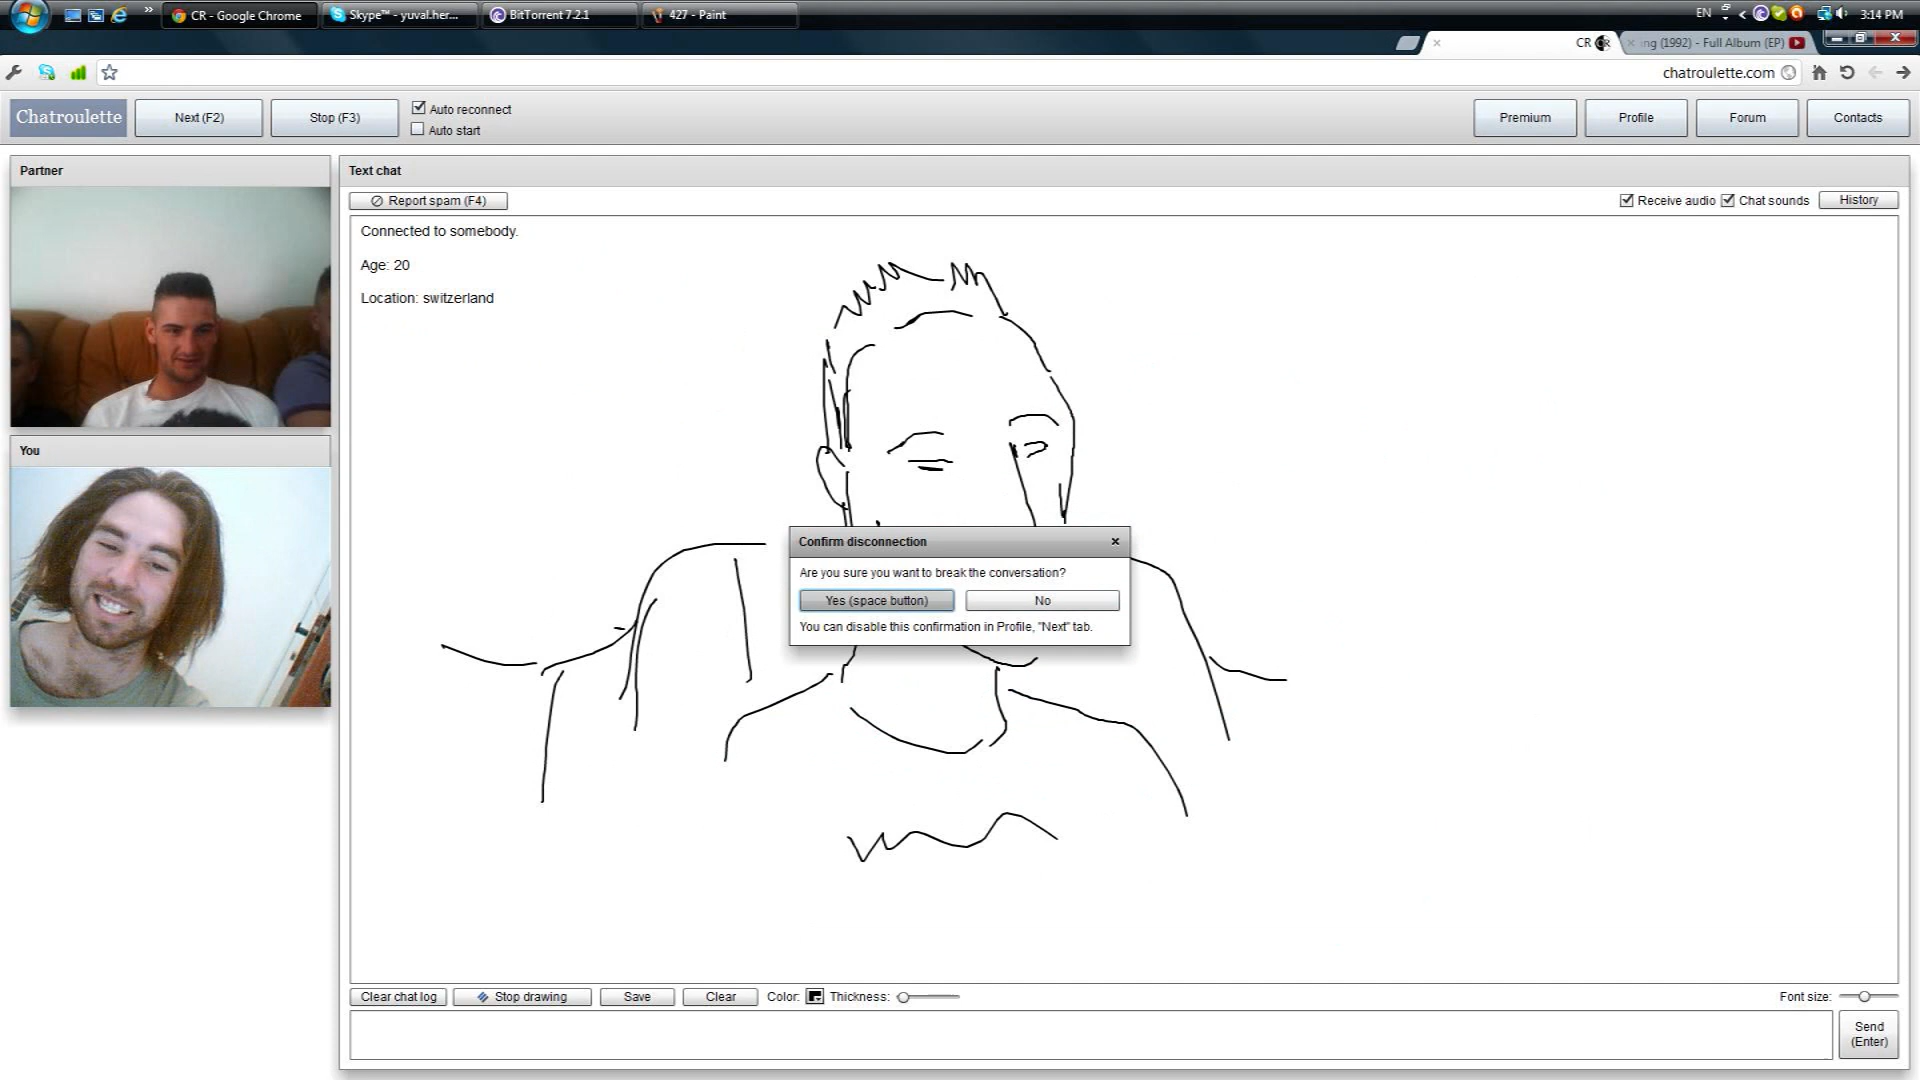 CR - Google Chrome
Skype™ - yuval.her...
BitTorrent 7.2.1
427 - Paint
EN
3:14 PM
CR
ng (1992) - Full Album (EP)
chatroulette.com
Chatroulette
Next (F2)
Stop (F3)
Auto reconnect
Auto start
Premium
Profile
Forum
Contacts
Partner
You
Text chat
Report spam (F4)
Receive audio
Chat sounds
History
Connected to somebody.
Age: 20
Location: switzerland
Confirm disconnection
Are you sure you want to break the conversation?
Yes (space button)
No
You can disable this confirmation in Profile, "Next" tab.
Clear chat log
Stop drawing
Save
Clear
Color:
Thickness:
Font size:
Send
(Enter)